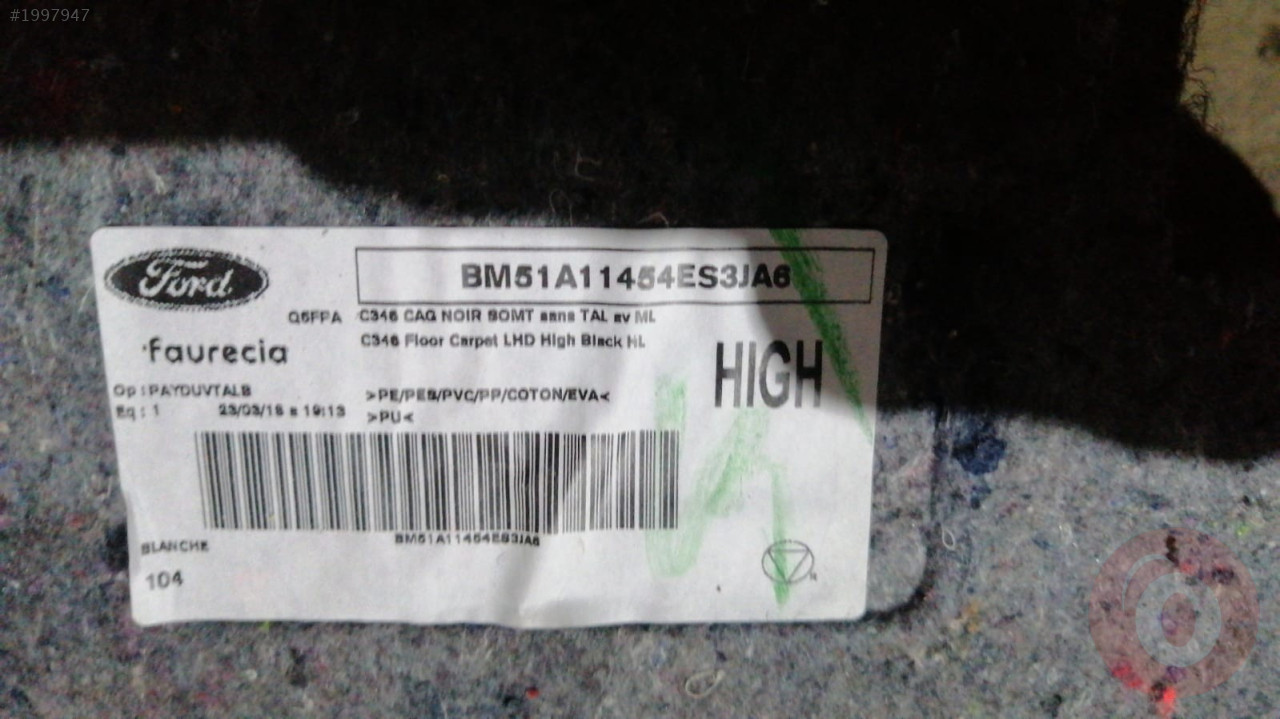 #1997947
Ford
BM51A11454ES3JA6
Q6FPA C346 CAG NOIR SOMT sans TAL av ML
faurecia
C346 Floor Carpet LHD High Black HL
HIGH
Op : PAYDUVTALB
>PE/PES/PVC/PP/COTON/EVA<
Eq : 1 23/03/18 a 19:13
>PU<
BM51A11454ES3JA6
BLANCHE
104